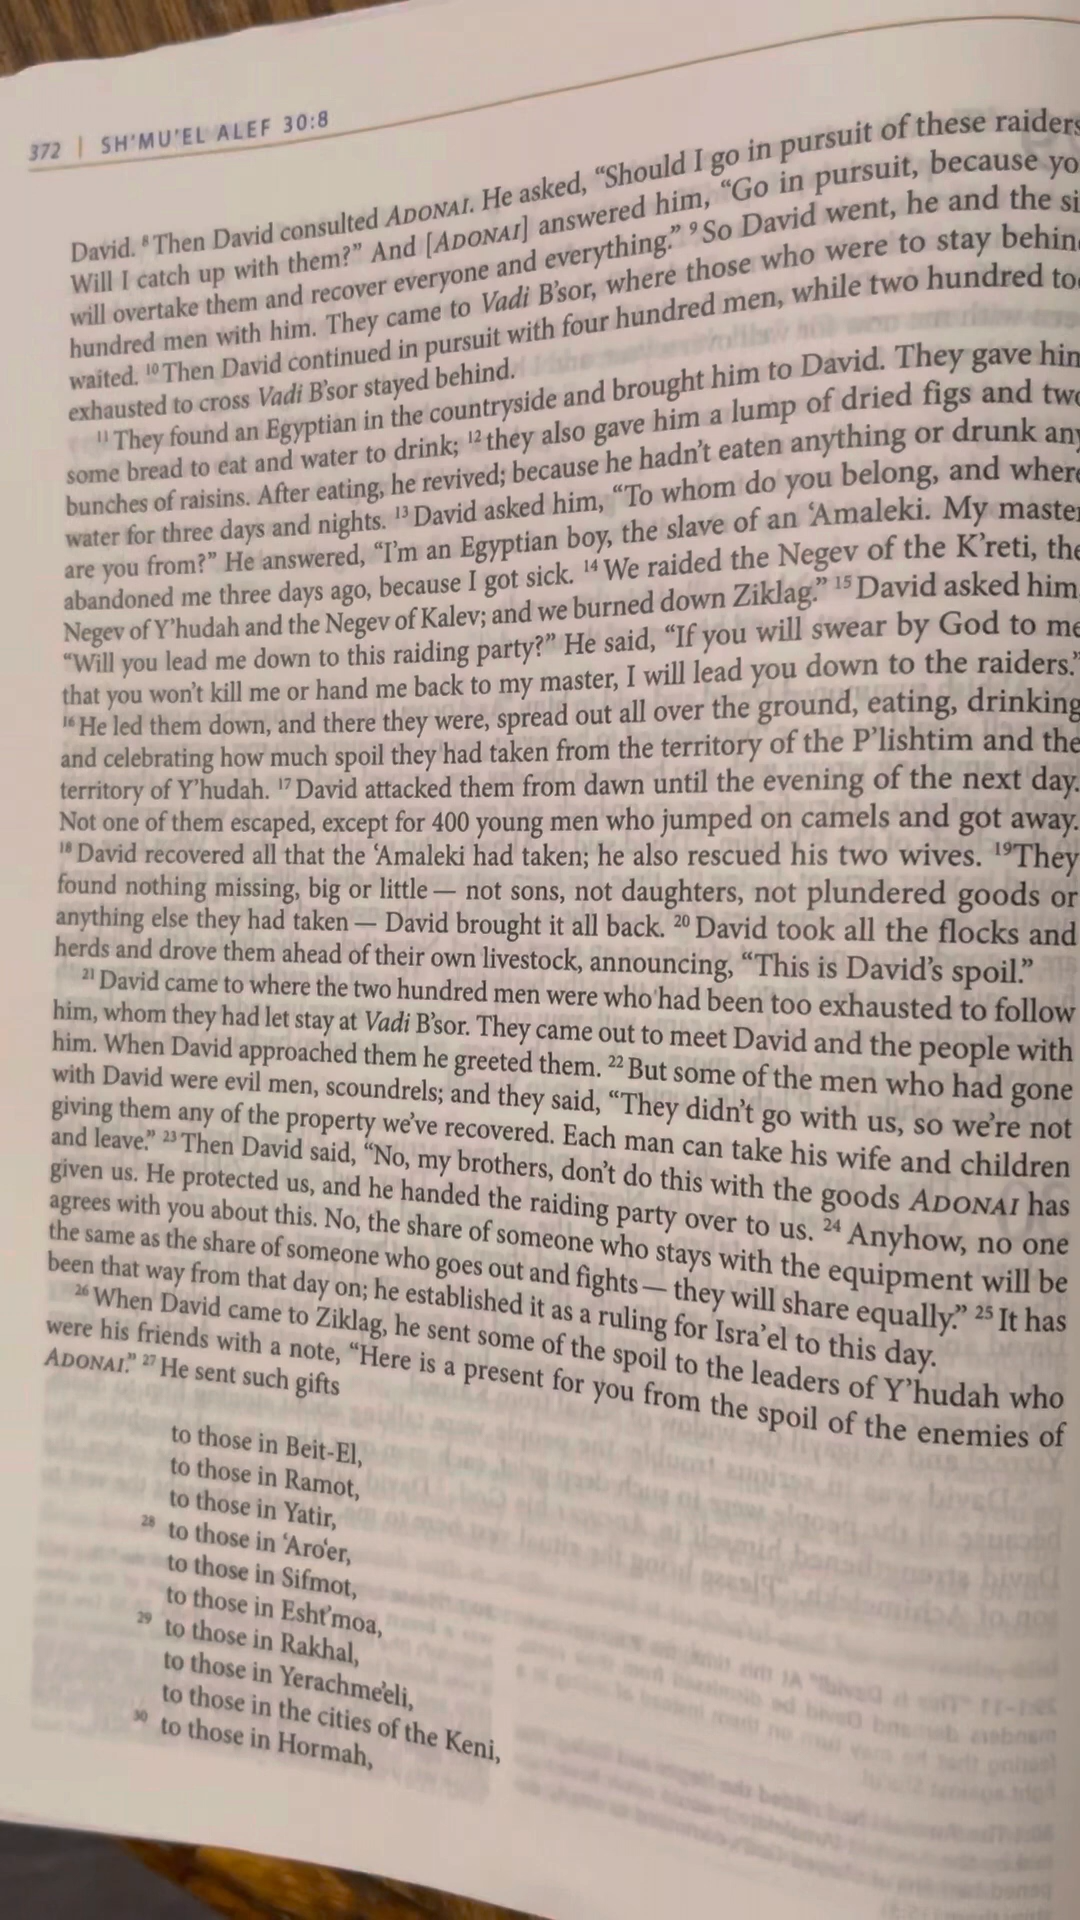 372 | SH'MU'EL ALEF 30:8
David. ⁸Then David consulted ADONAI. He asked, “Should I go in pursuit of these raiders
Will I catch up with them?” And [ADONAI] answered him, “Go in pursuit, because yo
will overtake them and recover everyone and everything.” ⁹So David went, he and the si
hundred men with him. They came to Vadi B'sor, where those who were to stay behin
waited. ¹⁰Then David continued in pursuit with four hundred men, while two hundred to
exhausted to cross Vadi B'sor stayed behind.
¹¹They found an Egyptian in the countryside and brought him to David. They gave him
some bread to eat and water to drink; ¹²they also gave him a lump of dried figs and two
bunches of raisins. After eating, he revived; because he hadn't eaten anything or drunk any
water for three days and nights. ¹³David asked him, “To whom do you belong, and where
are you from?” He answered, “I'm an Egyptian boy, the slave of an ‘Amaleki. My master
abandoned me three days ago, because I got sick. ¹⁴We raided the Negev of the K'reti, the
Negev of Y'hudah and the Negev of Kalev; and we burned down Ziklag.” ¹⁵David asked him
“Will you lead me down to this raiding party?” He said, “If you will swear by God to me
that you won't kill me or hand me back to my master, I will lead you down to the raiders.”
¹⁶He led them down, and there they were, spread out all over the ground, eating, drinking
and celebrating how much spoil they had taken from the territory of the P'lishtim and the
territory of Y'hudah. ¹⁷David attacked them from dawn until the evening of the next day.
Not one of them escaped, except for 400 young men who jumped on camels and got away.
¹⁸David recovered all that the ‘Amaleki had taken; he also rescued his two wives. ¹⁹They
found nothing missing, big or little — not sons, not daughters, not plundered goods or
anything else they had taken — David brought it all back. ²⁰David took all the flocks and
herds and drove them ahead of their own livestock, announcing, “This is David's spoil.”
²¹David came to where the two hundred men were who had been too exhausted to follow
him, whom they had let stay at Vadi B'sor. They came out to meet David and the people with
him. When David approached them he greeted them. ²²But some of the men who had gone
with David were evil men, scoundrels; and they said, “They didn't go with us, so we're not
giving them any of the property we've recovered. Each man can take his wife and children
and leave.” ²³Then David said, “No, my brothers, don't do this with the goods ADONAI has
given us. He protected us, and he handed the raiding party over to us. ²⁴Anyhow, no one
agrees with you about this. No, the share of someone who stays with the equipment will be
the same as the share of someone who goes out and fights — they will share equally.” ²⁵It has
been that way from that day on; he established it as a ruling for Isra'el to this day.
²⁶When David came to Ziklag, he sent some of the spoil to the leaders of Y'hudah who
were his friends with a note, “Here is a present for you from the spoil of the enemies of
ADONAI.” ²⁷He sent such gifts
to those in Beit-El,
to those in Ramot,
to those in Yatir,
²⁸ to those in ‘Aro‘er,
to those in Sifmot,
to those in Esht'moa,
²⁹ to those in Rakhal,
to those in Yerachme'eli,
to those in the cities of the Keni,
³⁰ to those in Hormah,